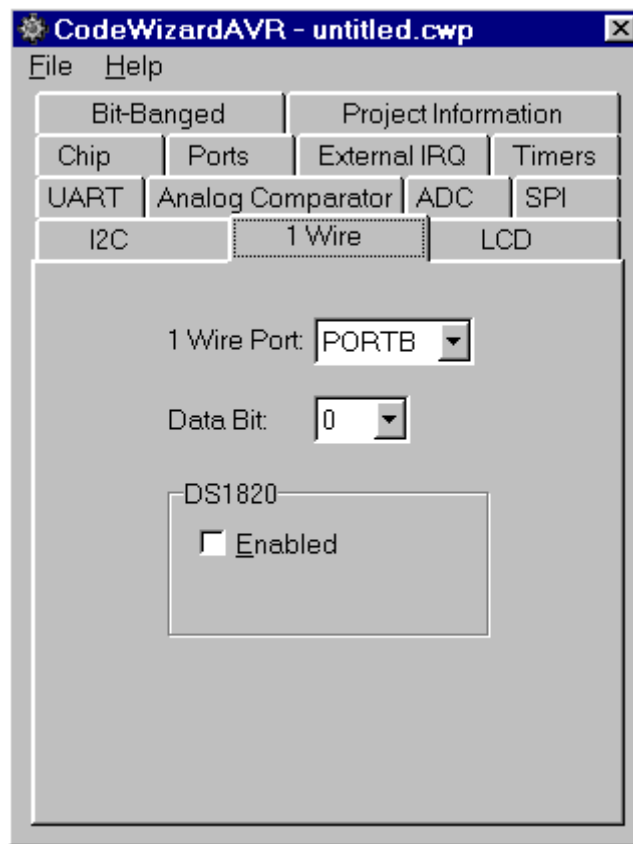 CodeWizardAVR - untitled.cwp
File Help
Bit-Banged Project Information
Chip Ports External IRQ Timers
UART Analog Comparator ADC SPI
I2C 1 Wire LCD
1 Wire Port: PORTB
Data Bit: 0
DS1820
Enabled